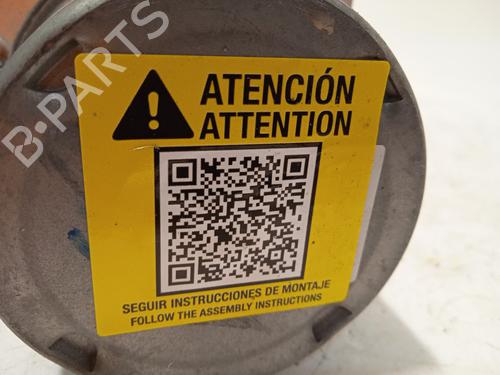 B-PARTS
ATENCIÓN
ATTENTION
SEGUIR INSTRUCCIONES DE MONTAJE
FOLLOW THE ASSEMBLY INSTRUCTIONS